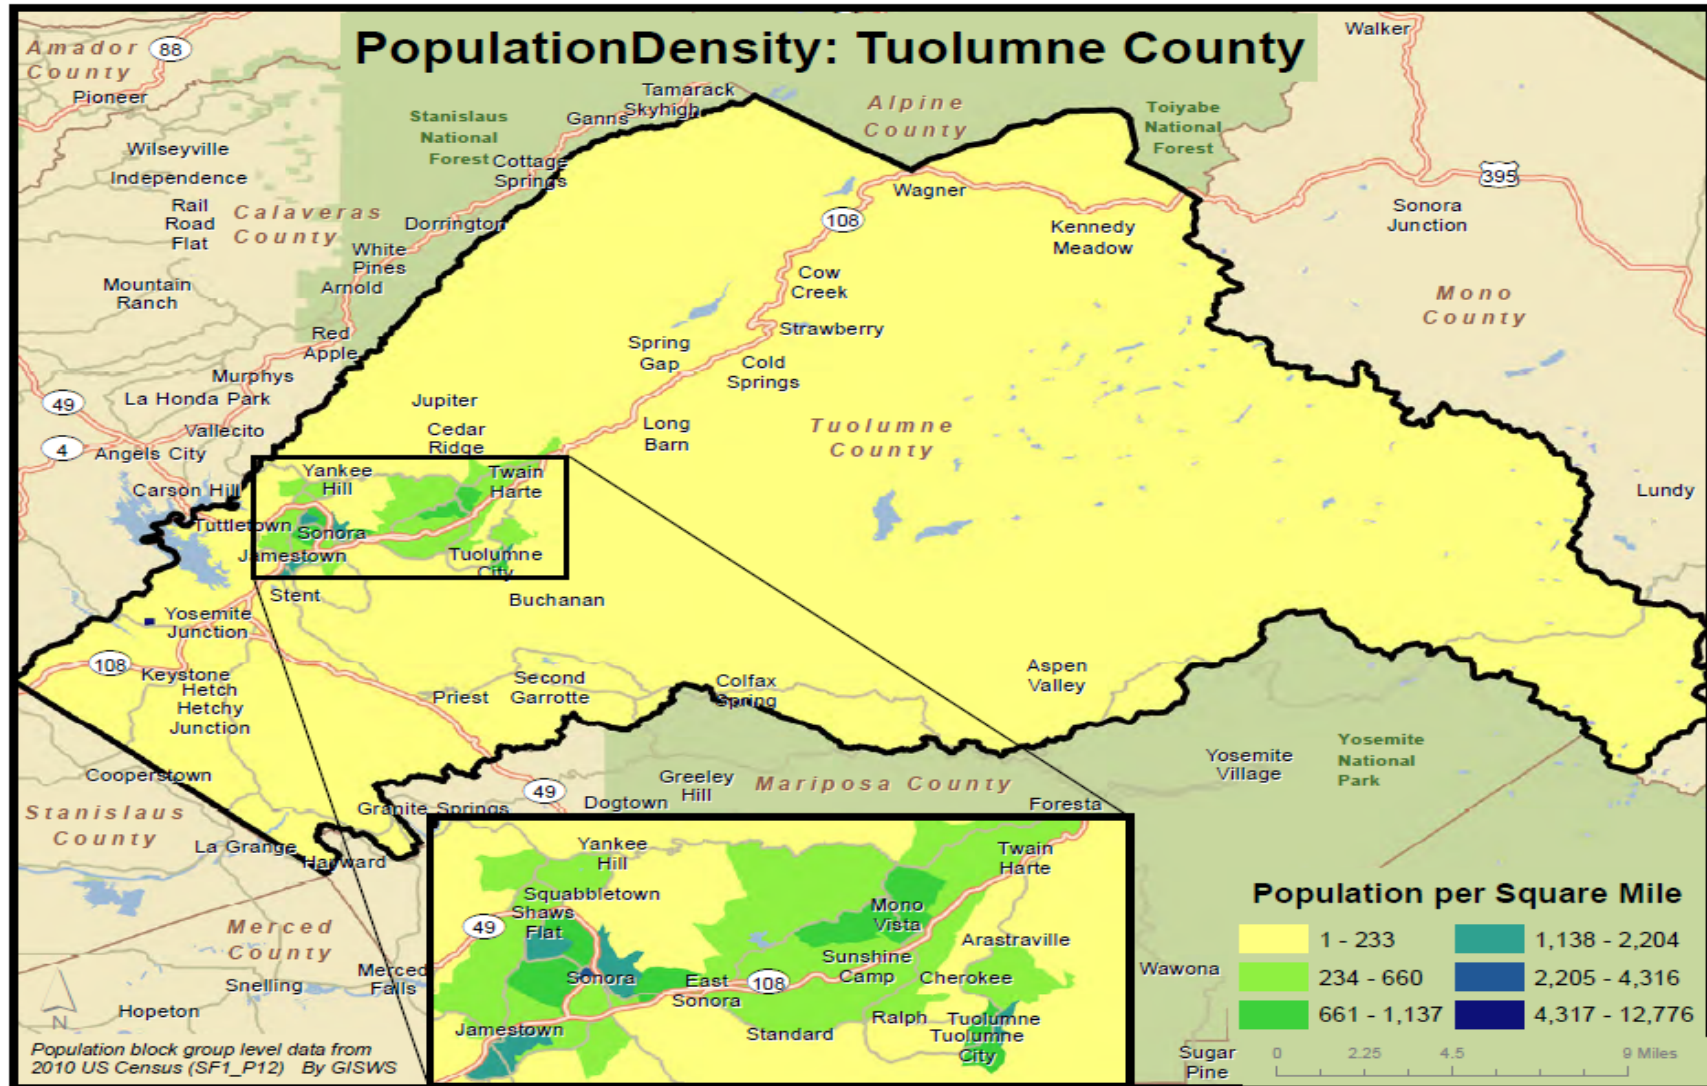 PopulationDensity: Tuolumne County
Walker
Amador
County
88
Pioneer
Tamarack
Skyhigh
Ganns
Alpine
County
Toiyabe
National
Forest
Stanislaus
National
Forest
Wilseyville
Independence
Cottage
Springs
Rail
Road
Flat
Calaveras
County
Dorrington
Wagner
108
395
Sonora
Junction
Kennedy
Meadow
White
Pines
Arnold
Mountain
Ranch
Cow
Creek
Mono
County
Strawberry
Red
Apple
Spring
Gap
Cold
Springs
Murphys
La Honda Park
49
Jupiter
Vallecito
4
Angels City
Cedar
Ridge
Long
Barn
Tuolumne
County
Yankee
Hill
Twain
Harte
Carson Hill
Lundy
Tuttletown
Sonora
Jamestown
Tuolumne
City
Stent
Buchanan
Yosemite
Junction
108
Keystone
Hetch
Hetchy
Junction
Priest
Second
Garrotte
Colfax
Spring
Aspen
Valley
Yosemite
Village
Yosemite
National
Park
Cooperstown
Greeley
Hill
Mariposa County
49
Dogtown
Foresta
Granite Springs
Stanislaus
County
La Grange
Harward
Merced
County
Merced
Falls
Snelling
Hopeton
N
Population block group level data from
2010 US Census (SF1_P12) By GISWS
Yankee
Hill
Twain
Harte
Squabbletown
Shaws
Flat
49
Mono
Vista
Arastraville
Sunshine
Camp
Cherokee
Sonora
East
Sonora
108
Jamestown
Standard
Ralph
Tuolumne
Tuolumne
City
Wawona
Sugar
Pine
Population per Square Mile
1 - 233
1,138 - 2,204
234 - 660
2,205 - 4,316
661 - 1,137
4,317 - 12,776
0 2.25 4.5 9 Miles